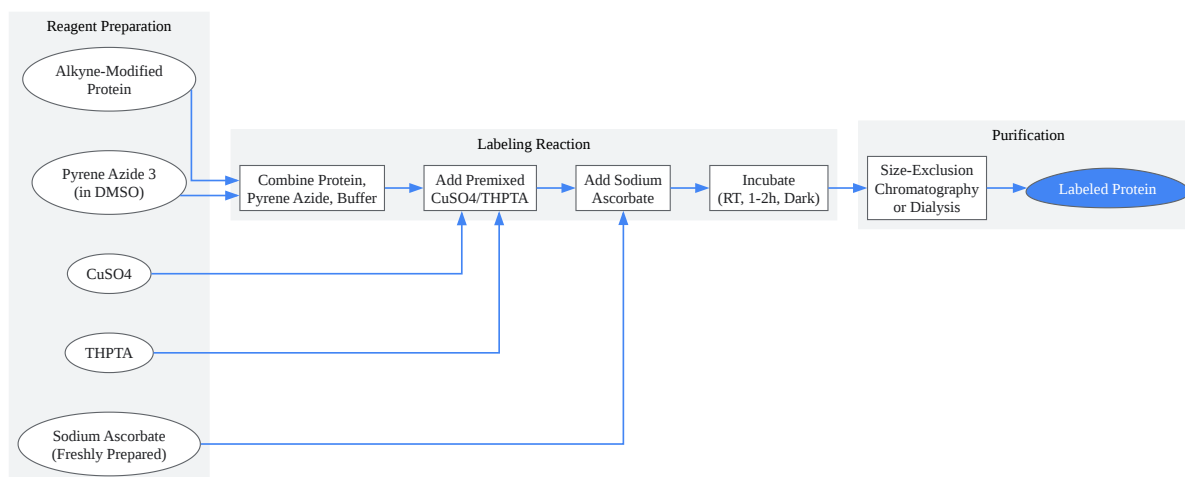 Reagent Preparation
Alkyne-Modified
Protein
Pyrene Azide 3
(in DMSO)
CuSO4
THPTA
Sodium Ascorbate
(Freshly Prepared)
Labeling Reaction
Combine Protein,
Pyrene Azide, Buffer
Add Premixed
CuSO4/THPTA
Add Sodium
Ascorbate
Incubate
(RT, 1-2h, Dark)
Purification
Size-Exclusion
Chromatography
or Dialysis
Labeled Protein